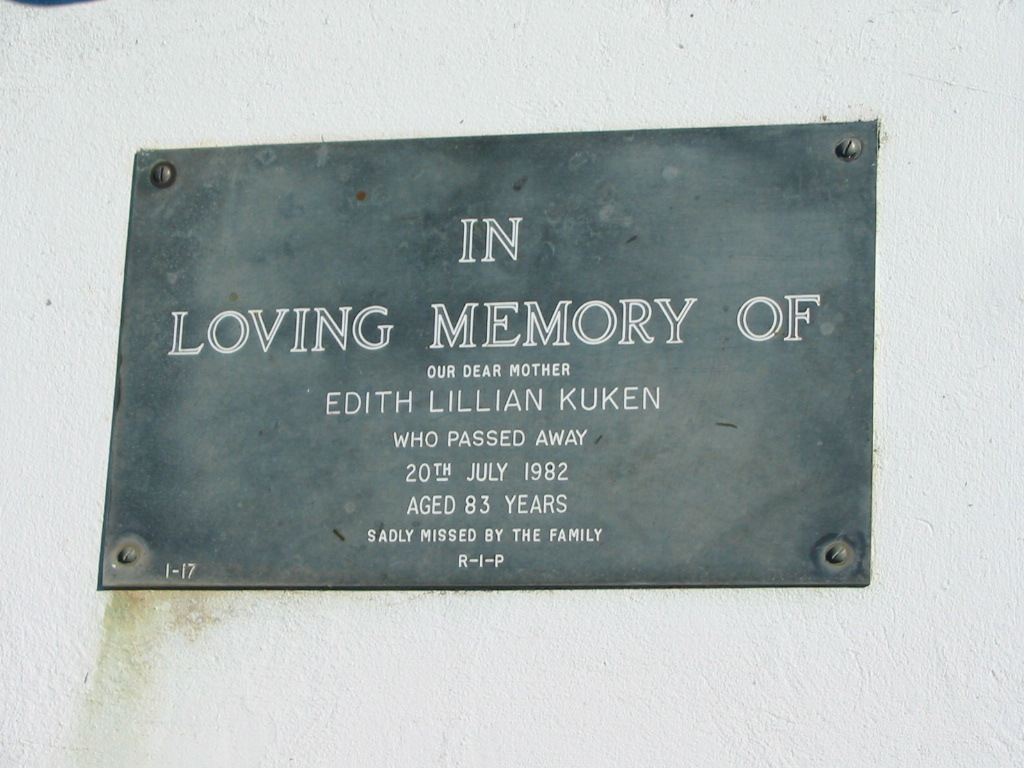 IN
LOVING MEMORY OF
OUR DEAR MOTHER
EDITH LILLIAN KUKEN
WHO PASSED AWAY
20TH JULY 1982
AGED 83 YEARS
SADLY MISSED BY THE FAMILY
R-I-P
1-17